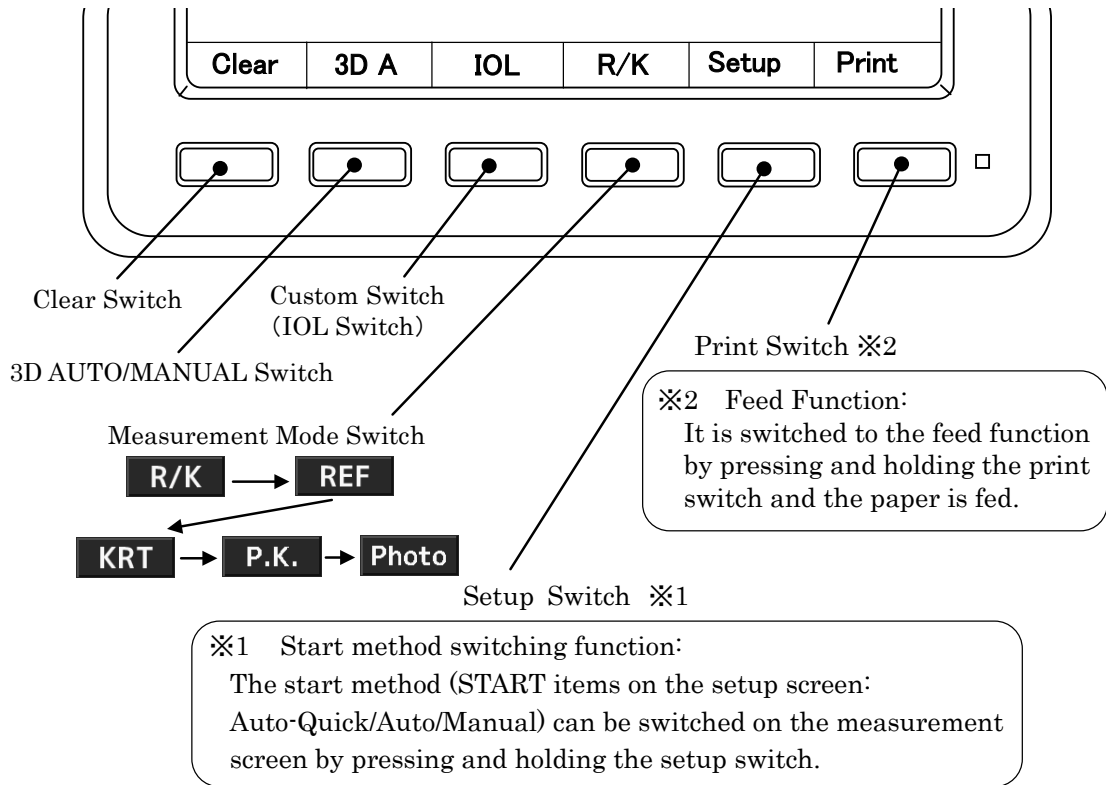 Clear 3D A IOL R/K Setup Print
Clear Switch
Custom Switch
(IOL Switch)
3D AUTO/MANUAL Switch
Print Switch ※2
※2 Feed Function:
It is switched to the feed function
by pressing and holding the print
switch and the paper is fed.
Measurement Mode Switch
R/K REF
KRT P.K. Photo
Setup Switch ※1
※1 Start method switching function:
The start method (START items on the setup screen:
Auto-Quick/Auto/Manual) can be switched on the measurement
screen by pressing and holding the setup switch.